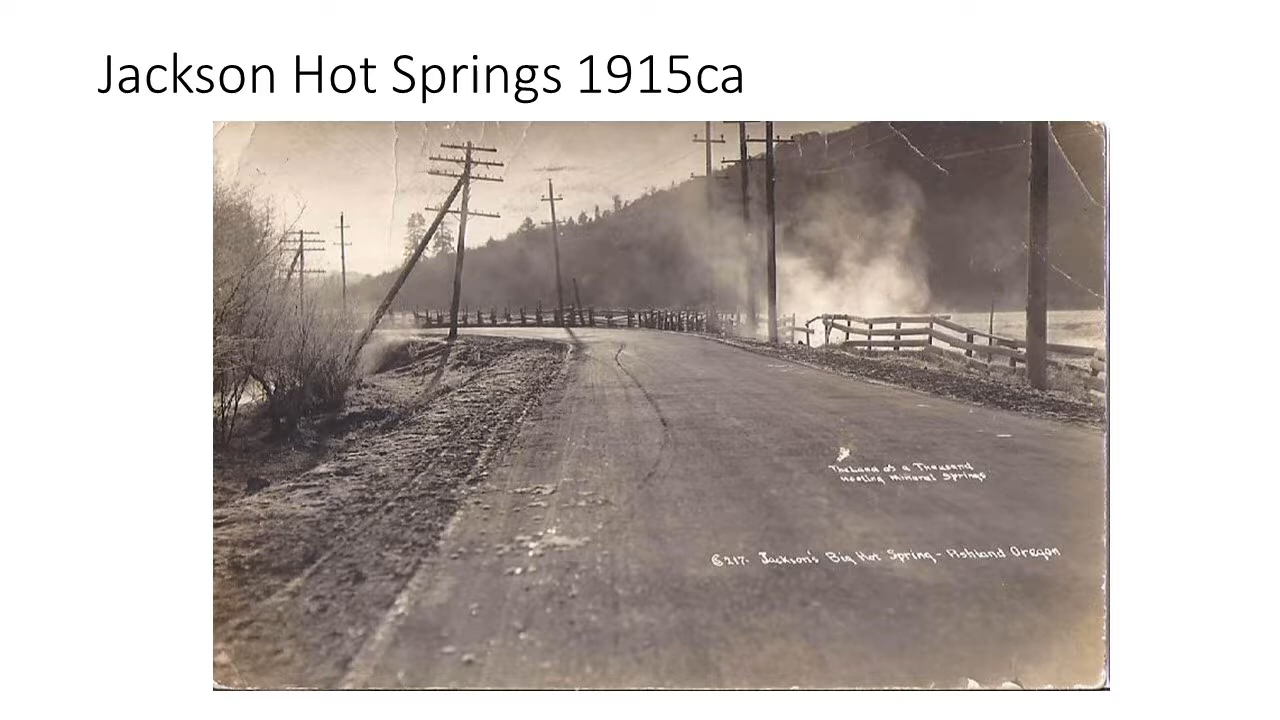 Jackson Hot Springs 1915ca
The Land of a Thousand
Healing Mineral Springs
6217- Jackson's Big Hot Spring - Ashland Oregon